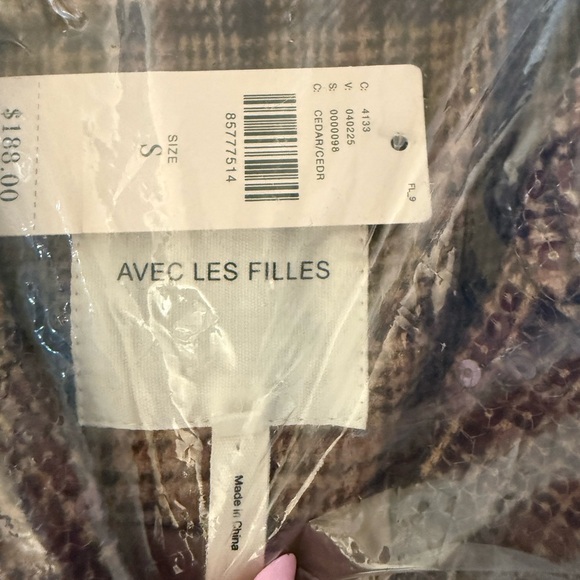 C: 4133
V: 040225
S: 0000098
C: CEDAR/CEDR
FL_9
85777514
SIZE
S
$188.00
AVEC LES FILLES
Made in China